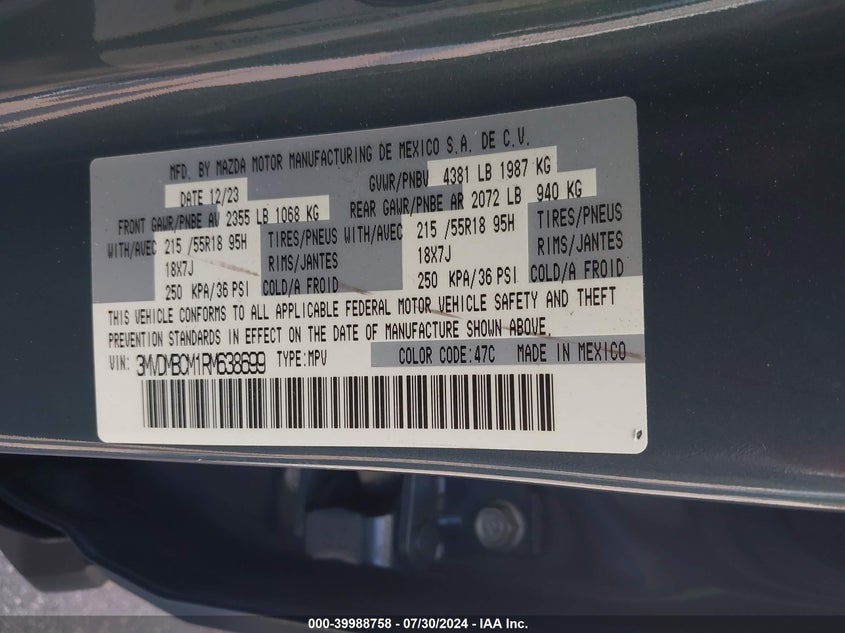 MFD. BY MAZDA MOTOR MANUFACTURING DE MEXICO S.A. DE C.V.
DATE 12/23 GVWR/PNBV 4381 LB 1987 KG
FRONT GAWR/PNBE AV 2355 LB 1068 KG REAR GAWR/PNBE AR 2072 LB 940 KG
WITH/AVEC 215 /55R18 95H TIRES/PNEUS WITH/AVEC 215 /55R18 95H TIRES/PNEUS
18X7J RIMS/JANTES 18X7J RIMS/JANTES
250 KPA/36 PSI COLD/A FROID 250 KPA/36 PSI COLD/A FROID
THIS VEHICLE CONFORMS TO ALL APPLICABLE FEDERAL MOTOR VEHICLE SAFETY AND THEFT
PREVENTION STANDARDS IN EFFECT ON THE DATE OF MANUFACTURE SHOWN ABOVE.
VIN: 3MVDMBCM1RM638699 TYPE:MPV COLOR CODE:47C MADE IN MEXICO
000-39988758 - 07/30/2024 - IAA Inc.